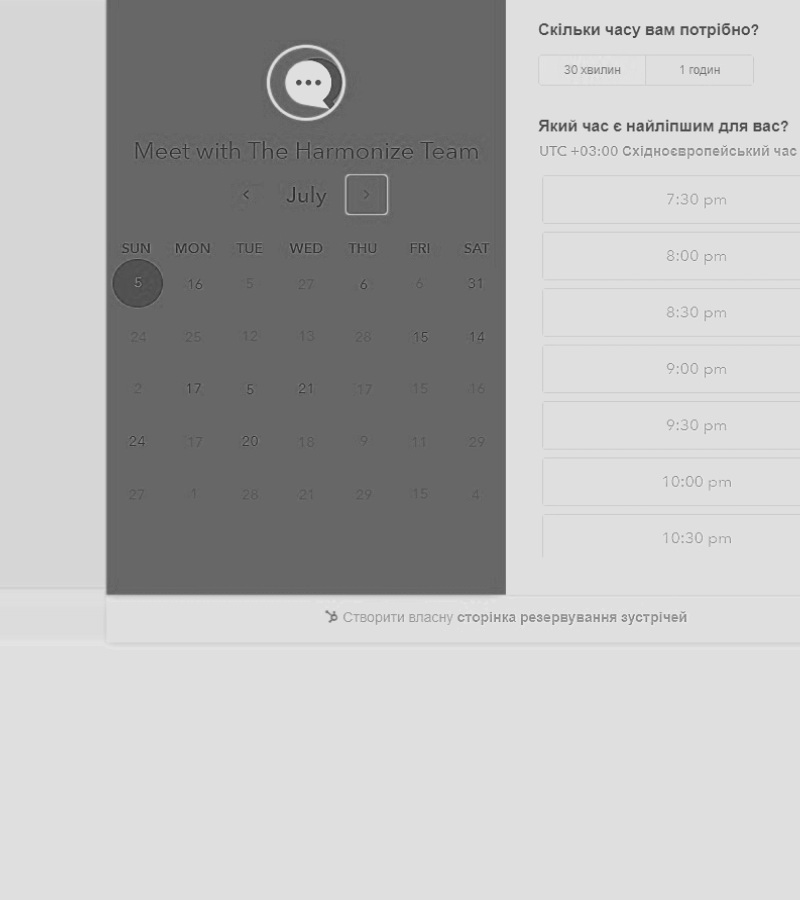 Скільки часу вам потрібно?
30 хвилин 1 годин
Meet with The Harmonize Team
July
SUN MON TUE WED THU FRI SAT
5 16 5 27 6 6 31
24 25 12 13 28 15 14
2 17 5 21 17 15 16
24 17 20 18 9 11 29
27 1 28 21 29 15 4
Який час є найліпшим для вас?
UTC +03:00 Східноєвропейський час
7:30 pm
8:00 pm
8:30 pm
9:00 pm
9:30 pm
10:00 pm
10:30 pm
Створити власну сторінка резервування зустрічей